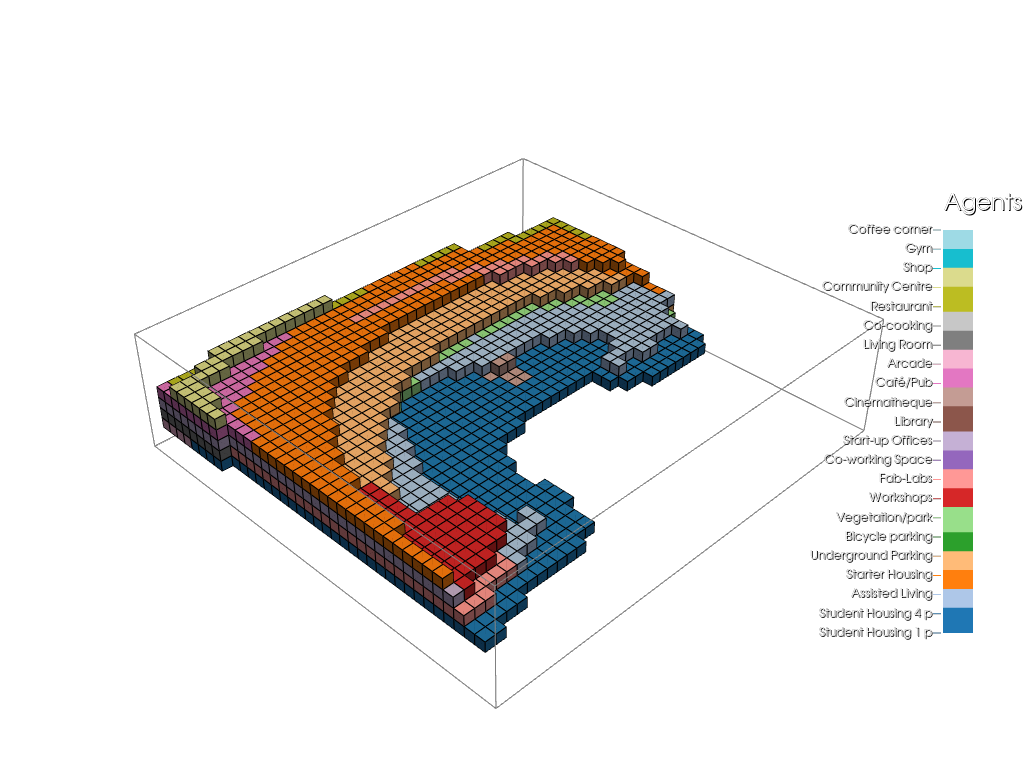 Agents
Coffee corner
Gym
Shop
Community Centre
Restaurant
Co-cooking
Living Room
Arcade
Café/Pub
Cinematheque
Library
Start-up Offices
Co-working Space
Fab-Labs
Workshops
Vegetation/park
Bicycle parking
Underground Parking
Starter Housing
Assisted Living
Student Housing 4 p
Student Housing 1 p